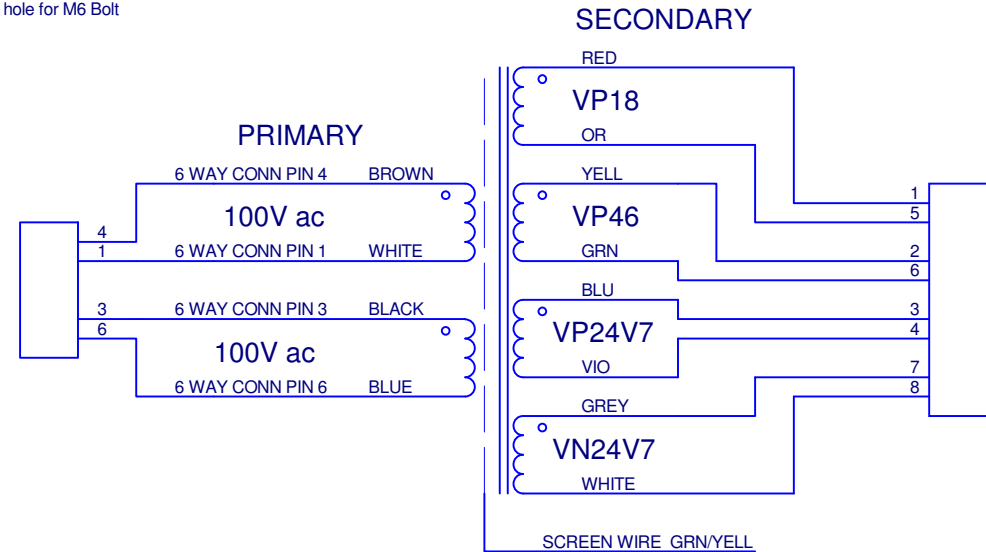 hole for M6 Bolt
SECONDARY
RED
VP18
OR
PRIMARY
6 WAY CONN PIN 4 BROWN
100V ac
4
1
6 WAY CONN PIN 1 WHITE
3
6 WAY CONN PIN 3 BLACK
6
100V ac
6 WAY CONN PIN 6 BLUE
YELL
VP46
GRN
BLU
VP24V7
VIO
GREY
VN24V7
WHITE
1
5
2
6
3
4
7
8
SCREEN WIRE GRN/YELL